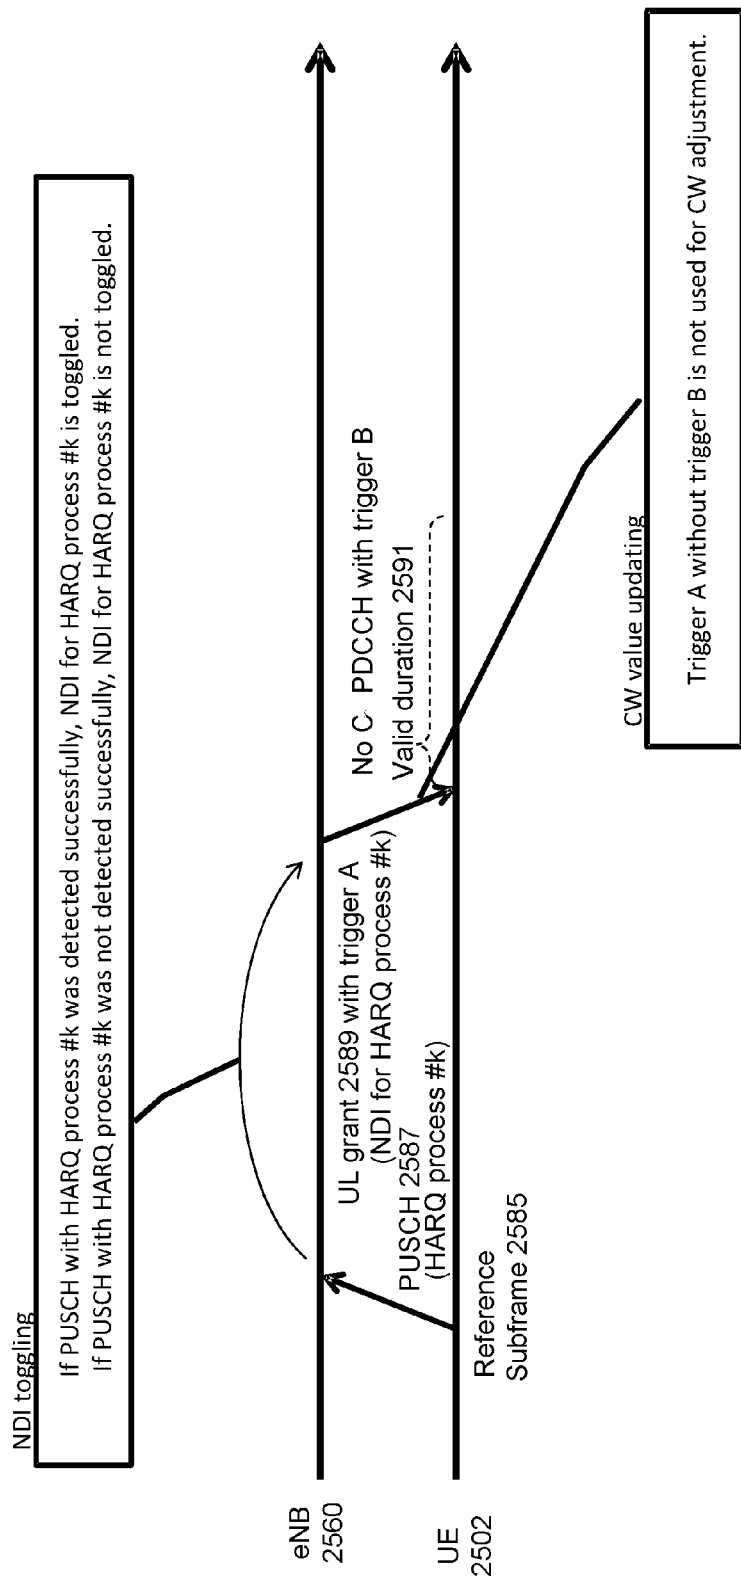 NDI toggling
If PUSCH with HARQ process #k was detected successfully, NDI for HARQ process #k is toggled.
If PUSCH with HARQ process #k was not detected successfully, NDI for HARQ process #k is not toggled.
eNB
2560
UL grant 2589 with trigger A
(NDI for HARQ process #k)
No C- PDCCH with trigger B
Valid duration 2591
PUSCH 2587
(HARQ process #k)
UE
2502
Reference
Subframe 2585
CW value updating
Trigger A without trigger B is not used for CW adjustment.